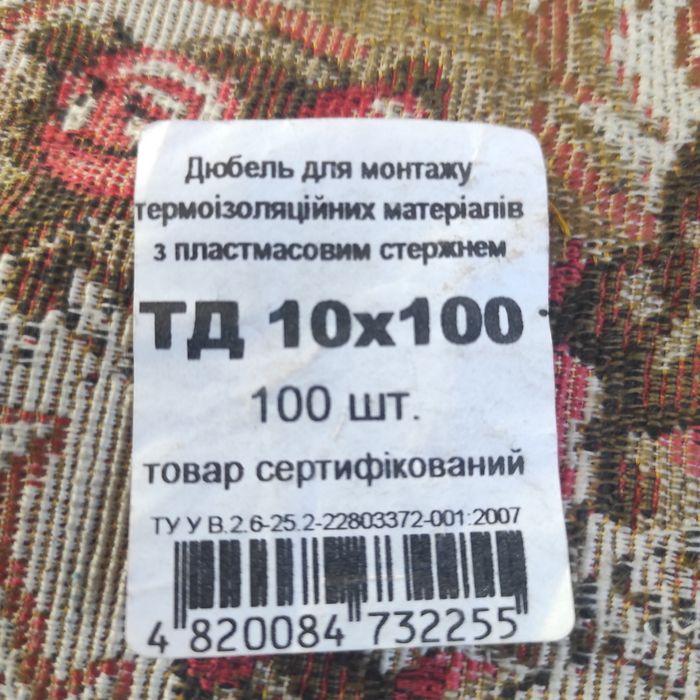 Дюбель для монтажу
термоізоляційних матеріалів
з пластмасовим стержнем
ТД 10х100
100 шт.
товар сертифікований
ТУ У В.2.6-25.2-22803372-001:2007
4 820084 732255